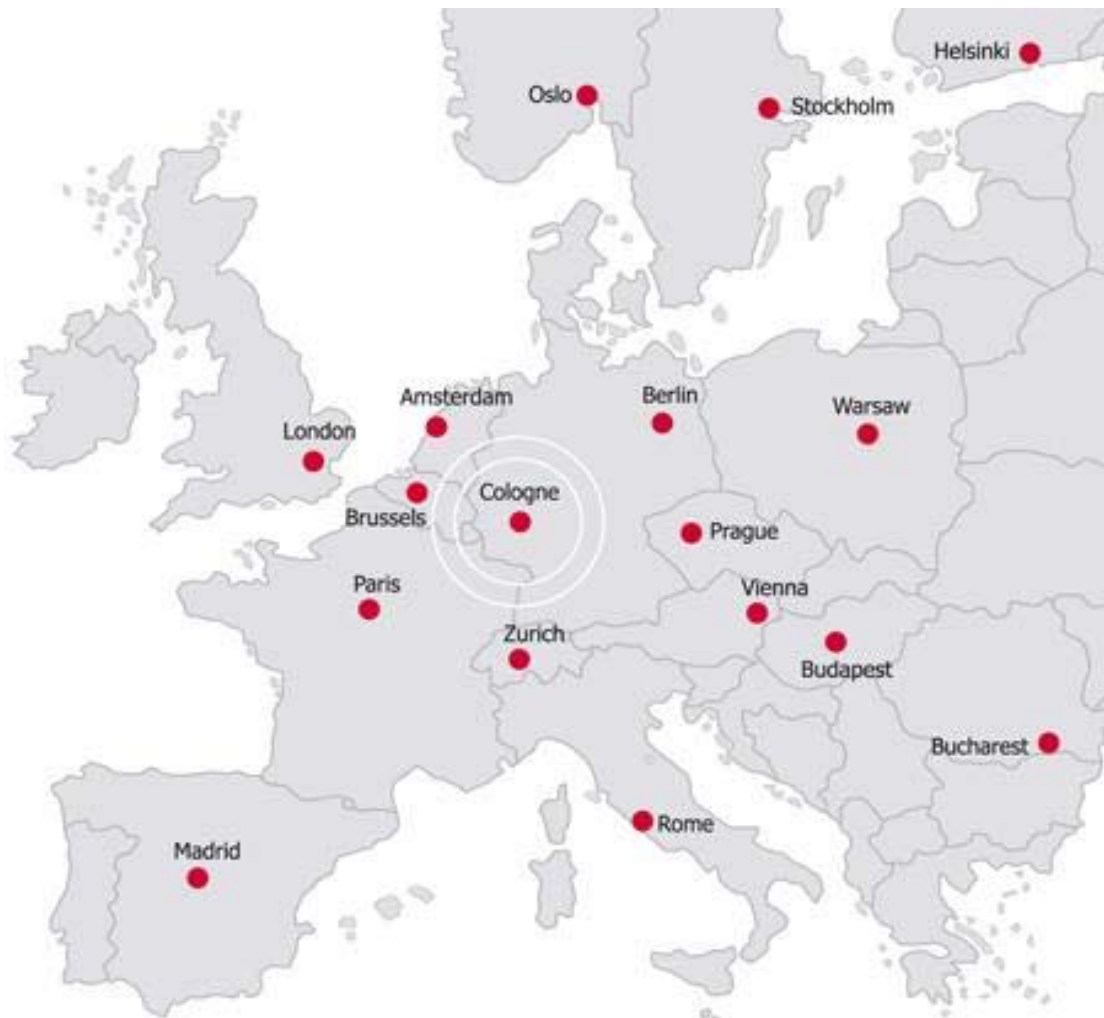 Helsinki
Oslo
Stockholm
Amsterdam
Berlin
Warsaw
London
Cologne
Brussels
Prague
Paris
Vienna
Zurich
Budapest
Bucharest
Rome
Madrid